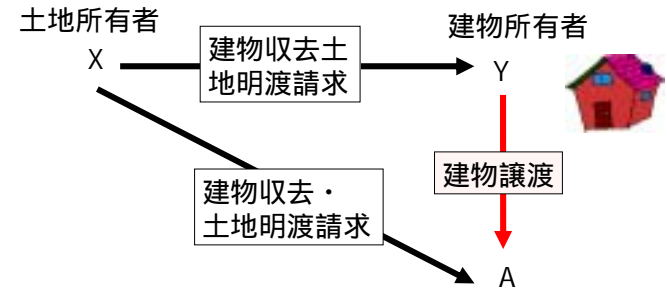 土地所有者
建物所有者
X
建物収去土
地明渡請求
Y
建物譲渡
建物収去・
土地明渡請求
A